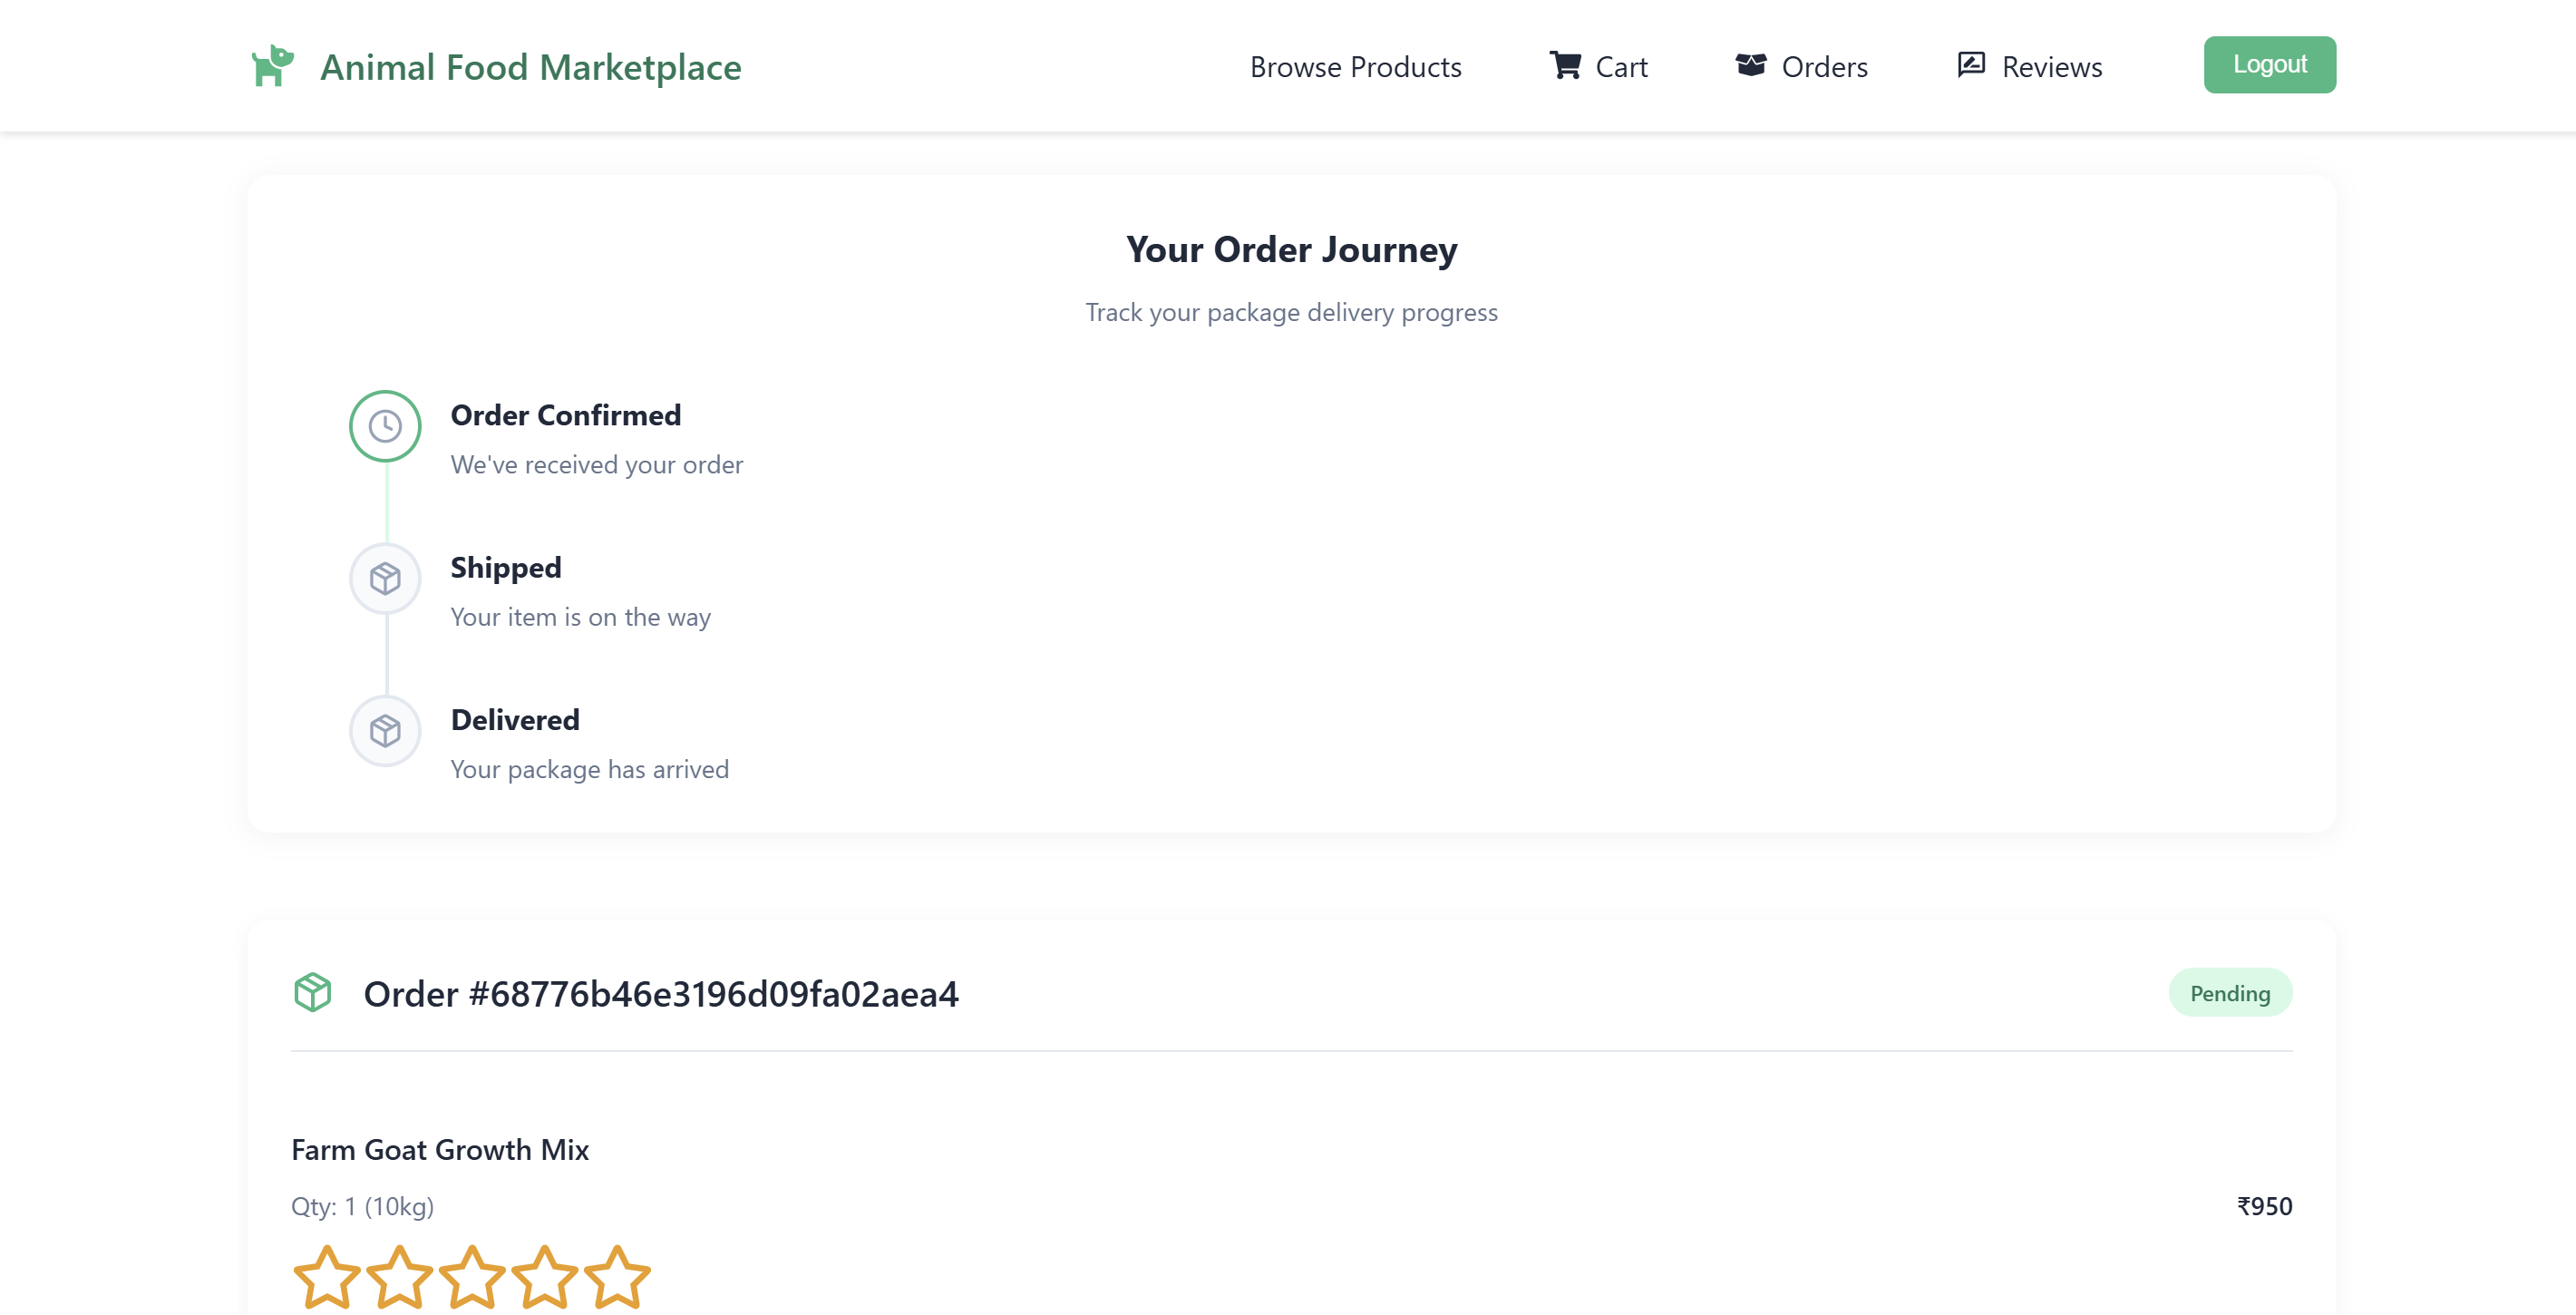 Animal Food Marketplace
Browse Products
Cart
Orders
Reviews
Logout
Your Order Journey
Track your package delivery progress
Order Confirmed
We've received your order
Shipped
Your item is on the way
Delivered
Your package has arrived
Order #68776b46e3196d09fa02aea4
Pending
Farm Goat Growth Mix
Qty: 1 (10kg)
₹950